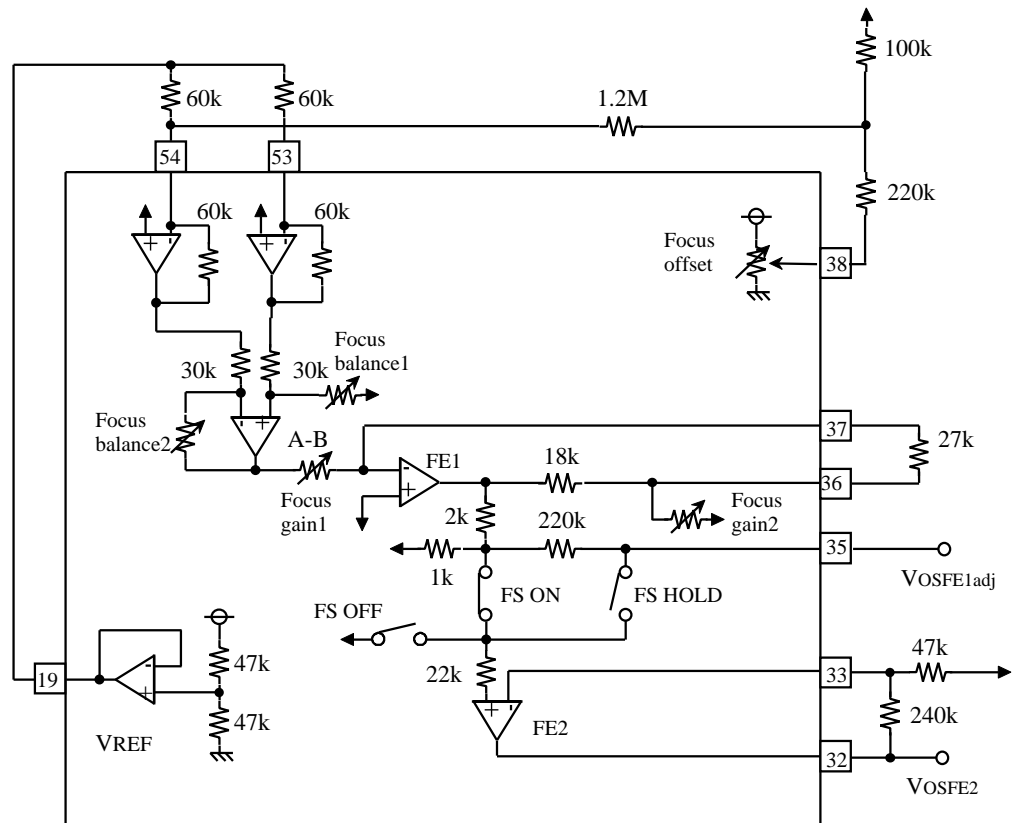 100k
60k
60k
1.2M
54
53
220k
60k
60k
+
-
+
-
Focus
offset
38
Focus
balance1
30k
30k
Focus
balance2
-
+
A-B
37
27k
FE1
18k
-
+
36
Focus
gain1
2k
220k
Focus
gain2
35
1k
VOSFE1adj
FS ON
FS HOLD
FS OFF
47k
33
47k
19
-
+
22k
+
-
240k
47k
FE2
VREF
32
VOSFE2